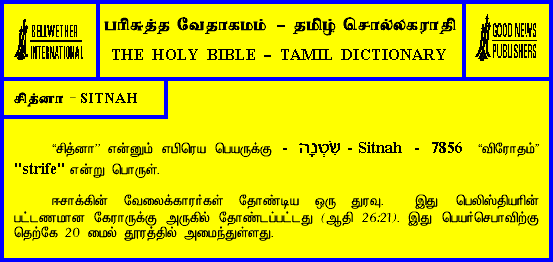 BELLWETHER
INTERNATIONAL
பரிசுத்த வேதாகமம் – தமிழ் சொல்லகராதி
THE HOLY BIBLE – TAMIL DICTIONARY
GOOD NEWS
PUBLISHERS
சித்னா - SITNAH
“சித்னா” என்னும் எபிரெய பெயருக்கு - שִׂטְנָה - Sitnah - 7856 “விரோதம்”
"strife" என்று பொருள்.
ஈசாக்கின் வேலைக்காரர்கள் தோண்டிய ஒரு துரவு. இது பெலிஸ்தியரின்
பட்டணமான கேராருக்கு அருகில் தோண்டப்பட்டது (ஆதி 26:21). இது பெயர்செபாவிற்கு
தெற்கே 20 மைல் தூரத்தில் அமைந்துள்ளது.